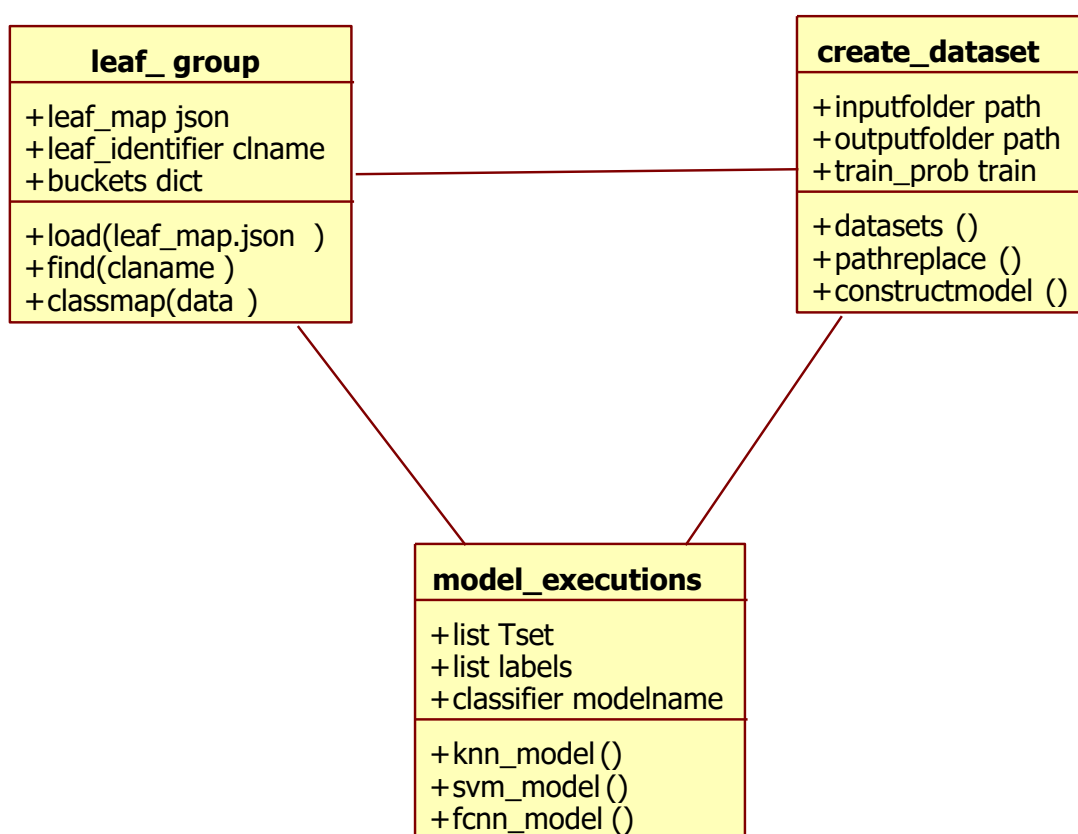 leaf_ group
+leaf_map json
+leaf_identifier clname
+buckets dict
+load(leaf_map.json )
+find(claname )
+classmap(data )
create_dataset
+inputfolder path
+outputfolder path
+train_prob train
+datasets ()
+pathreplace ()
+constructmodel ()
model_executions
+list Tset
+list labels
+classifier modelname
+knn_model()
+svm_model()
+fcnn_model()